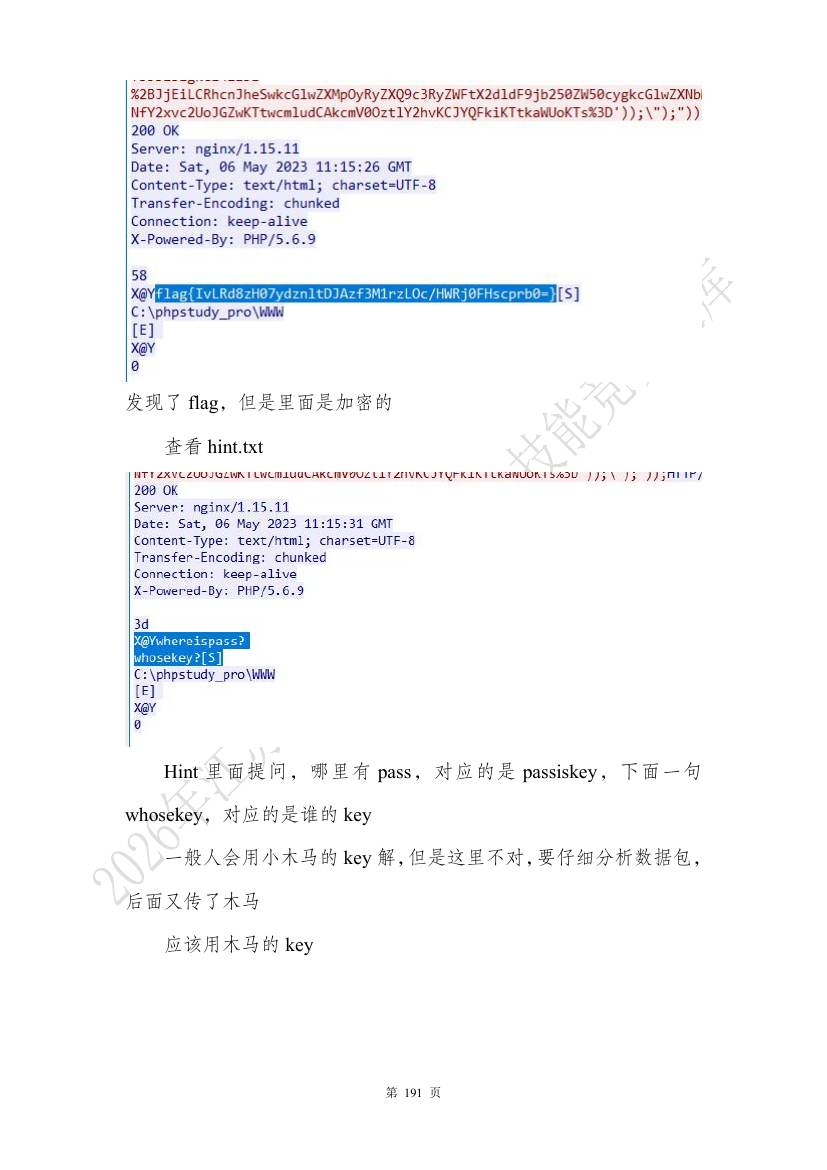 %2BJjEiLCRhcnJheSwkcGlwZXMpOyRyZXQ9c3RyZWFtX2dldF9jb250ZW50cygkcGlwZXNb
NfY2xvc2UoJGZwKTtwcmludCAkcmV0OztlY2hvKCJYQFkiKTtkaWUoKTs%3D'));\");"))
200 OK
Server: nginx/1.15.11
Date: Sat, 06 May 2023 11:15:26 GMT
Content-Type: text/html; charset=UTF-8
Transfer-Encoding: chunked
Connection: keep-alive
X-Powered-By: PHP/5.6.9
58
X@Yflag{IvLRd8zH07ydznltDJAzf3M1rzLOc/HWRj0FHscprb0=}[S]
C:\phpstudy_pro\WWW
[E]
X@Y
0
发现了 flag，但是里面是加密的
查看 hint.txt
200 OK
Server: nginx/1.15.11
Date: Sat, 06 May 2023 11:15:31 GMT
Content-Type: text/html; charset=UTF-8
Transfer-Encoding: chunked
Connection: keep-alive
X-Powered-By: PHP/5.6.9
3d
X@Ywhereispass?
whosekey?[S]
C:\phpstudy_pro\WWW
[E]
X@Y
0
Hint 里面提问，哪里有 pass，对应的是 passiskey，下面一句
whosekey，对应的是谁的 key
一般人会用小木马的 key 解，但是这里不对，要仔细分析数据包，
后面又传了木马
应该用木马的 key
第 191 页